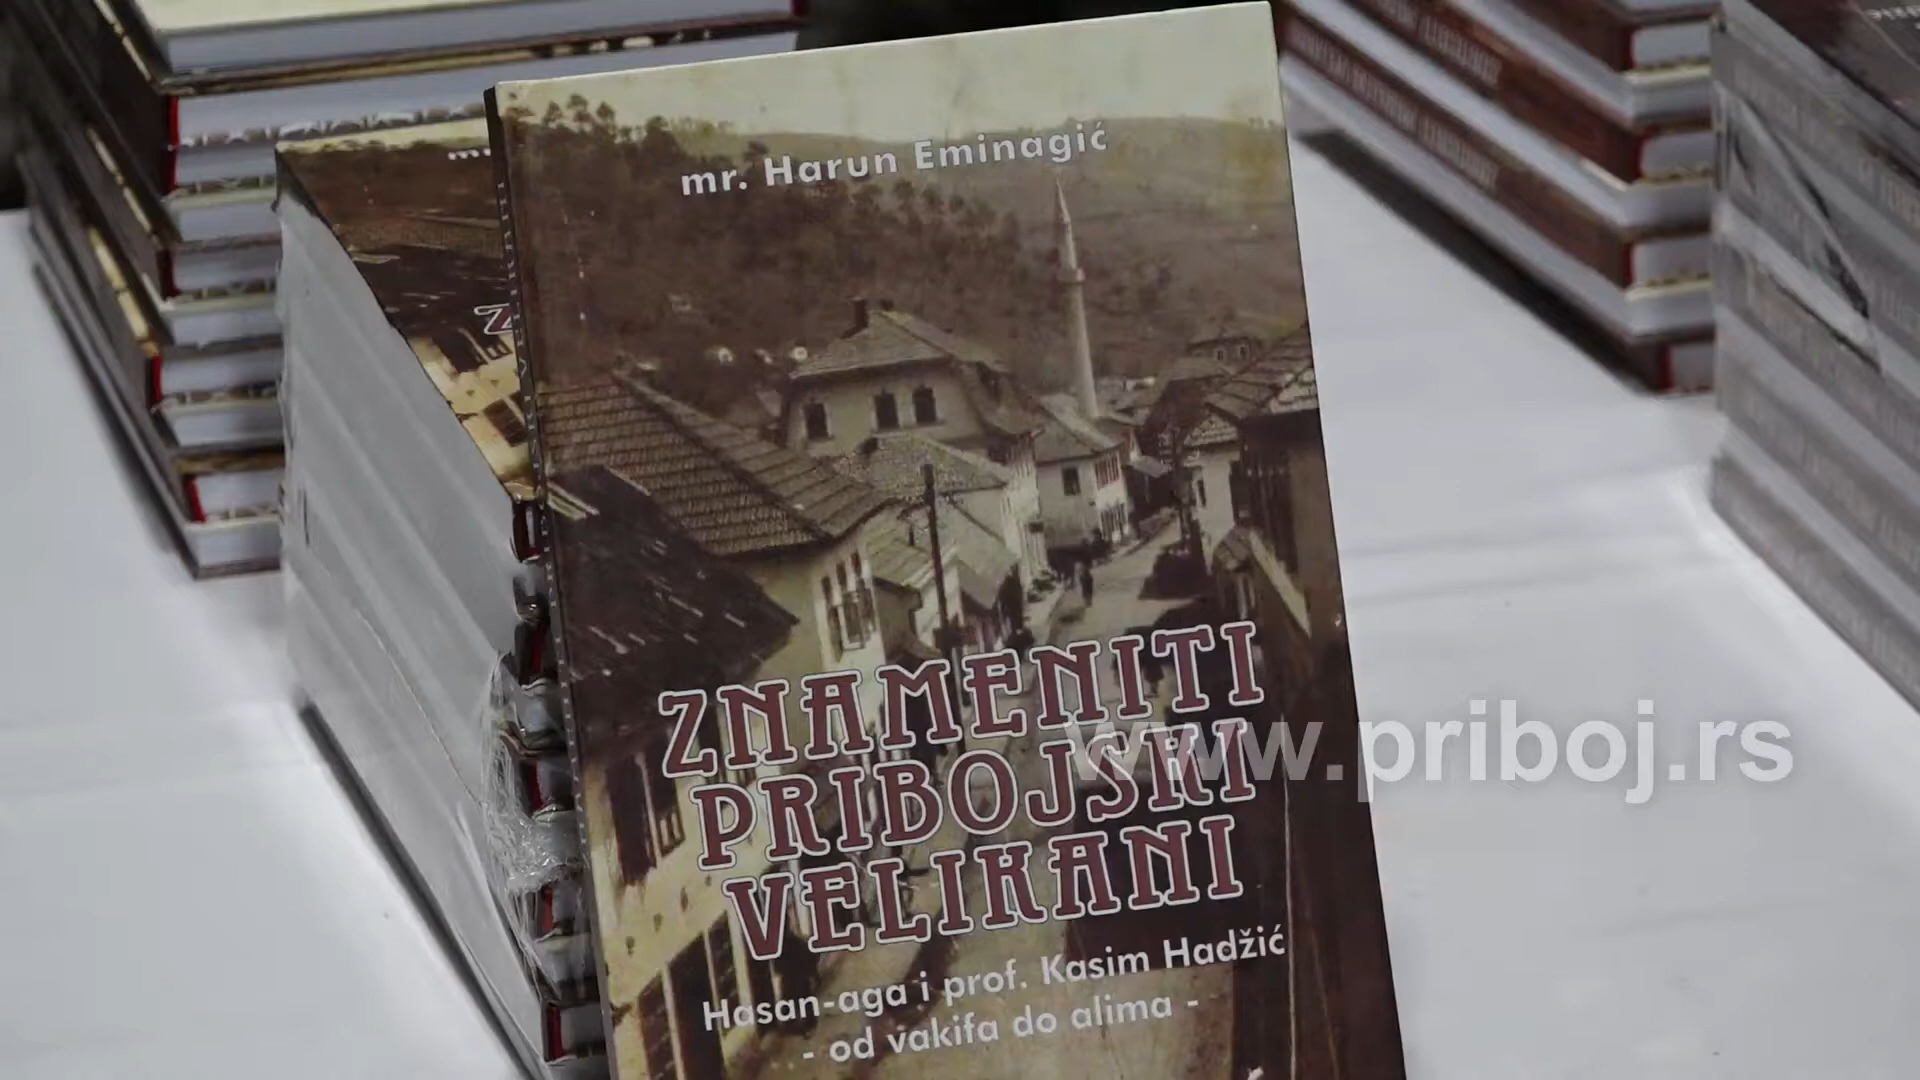 mr. Harun Eminagić
ZNAMENITI
PRIBOJSKI
VELIKANI
Hasan-aga i prof. Kasim Hadžić
- od vakifa do alima -
www.priboj.rs